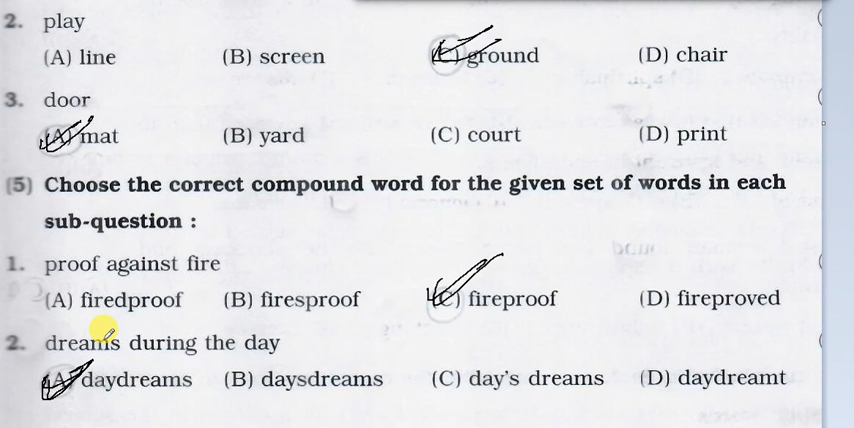 2. play
(A) line (B) screen (C) ground (D) chair
3. door
(A) mat (B) yard (C) court (D) print
(5) Choose the correct compound word for the given set of words in each
sub-question :
1. proof against fire
(A) firedproof (B) firesproof (C) fireproof (D) fireproved
2. dreams during the day
(A) daydreams (B) daysdreams (C) day's dreams (D) daydreamt